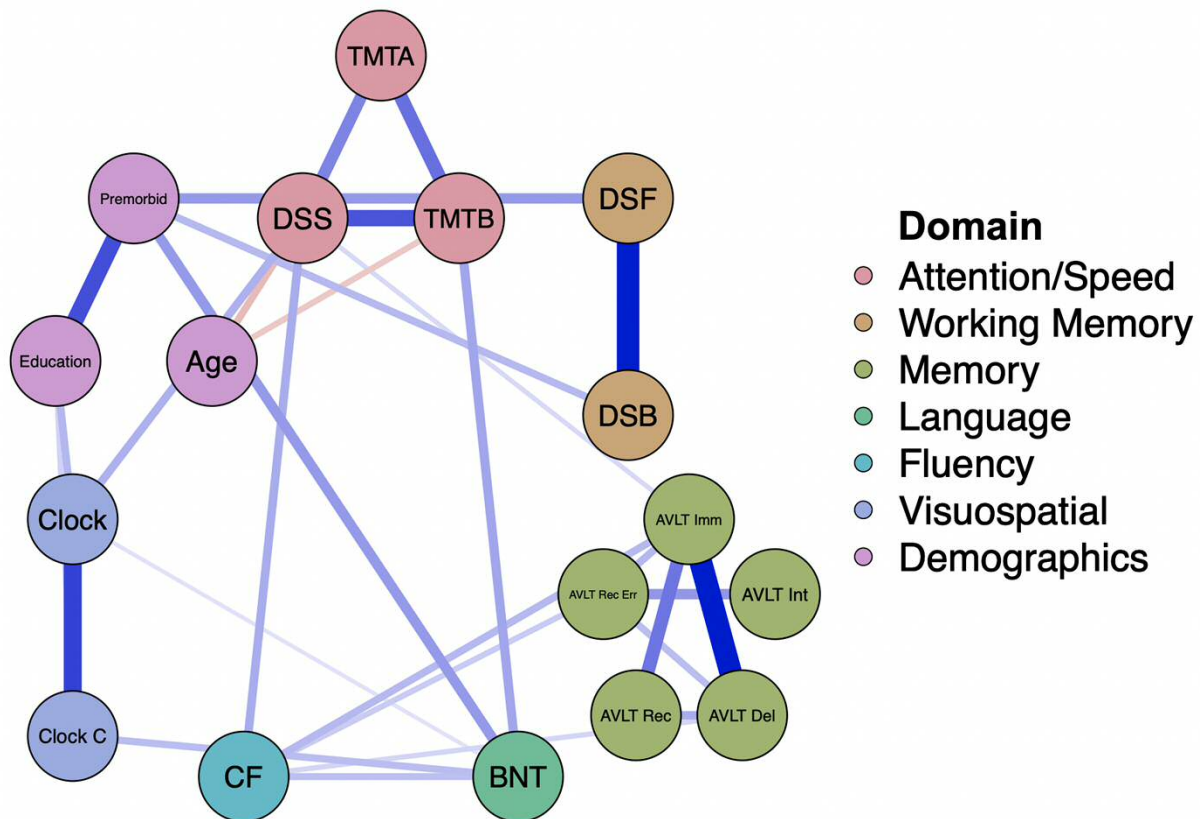 TMTA
Premorbid
DSS
TMTB
DSF
Education
Age
DSB
Clock
AVLT Imm
AVLT Rec Err
AVLT Int
Clock C
AVLT Rec
AVLT Del
CF
BNT
Domain
Attention/Speed
Working Memory
Memory
Language
Fluency
Visuospatial
Demographics